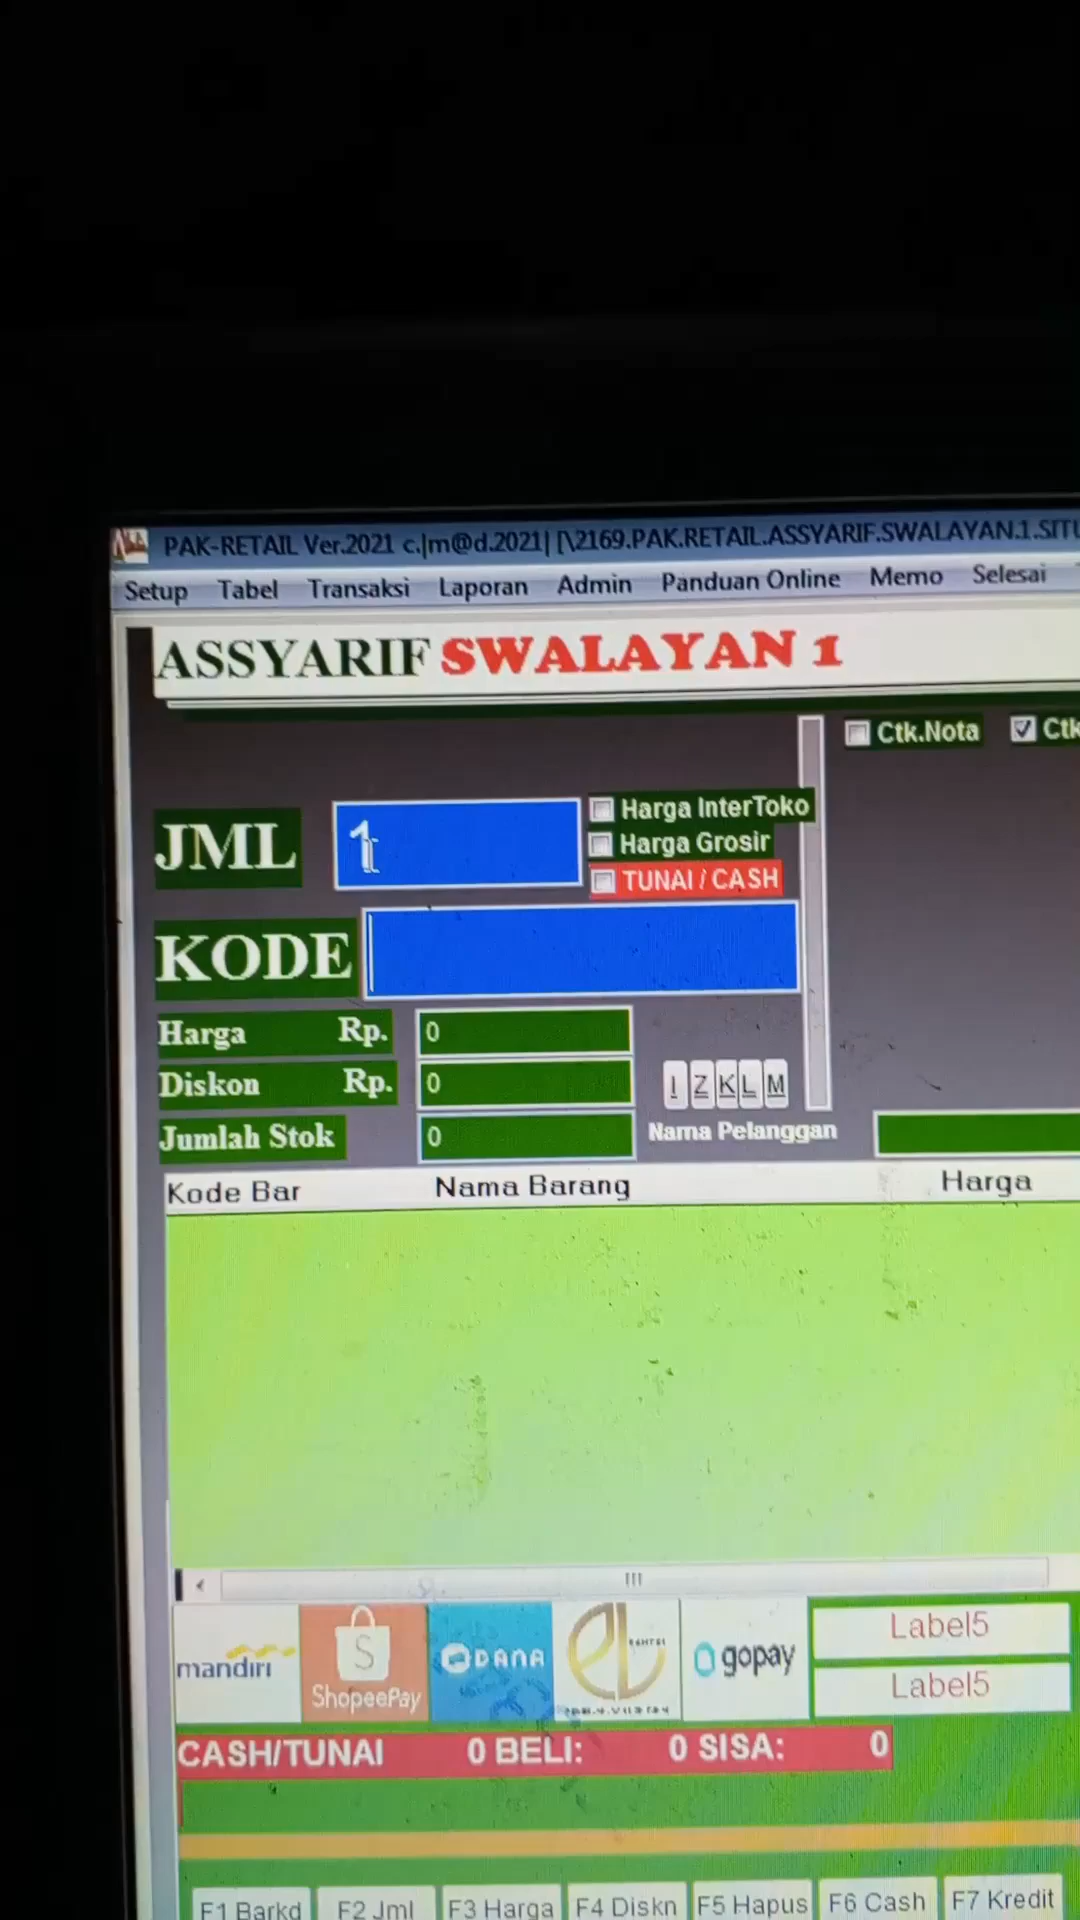 PAK-RETAIL Ver.2021 c.|m@d.2021| [\2169.PAK.RETAIL.ASSYARIF.SWALAYAN.1.SITU
Setup Tabel Transaksi Laporan Admin Panduan Online Memo Selesai
ASSYARIF SWALAYAN 1
Ctk.Nota Ctk
JML 1
Harga InterToko
Harga Grosir
TUNAI / CASH
KODE
Harga Rp. 0
Diskon Rp. 0
I Z K L M
Jumlah Stok 0 Nama Pelanggan
Kode Bar Nama Barang Harga
mandiri
S
ShopeePay
DANA
gopay
Label5
Label5
CASH/TUNAI 0 BELI: 0 SISA: 0
F1 Barkd F2 Jml F3 Harga F4 Diskn F5 Hapus F6 Cash F7 Kredit